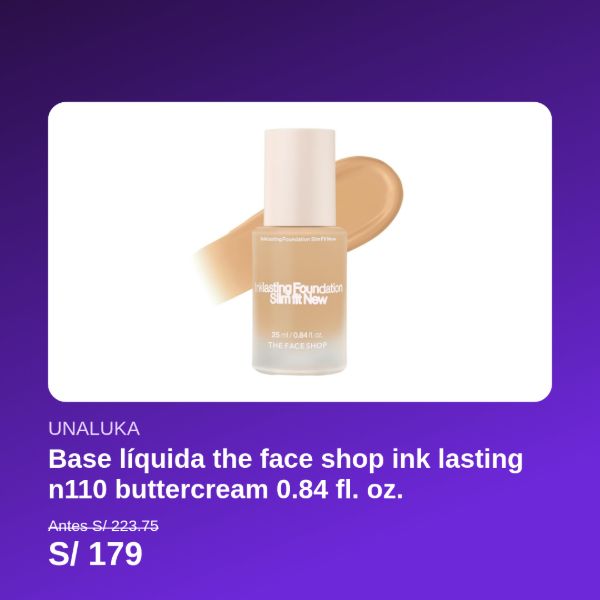 Inklasting Foundation Slim Fit New
Inklasting Foundation
Slim fit New
25 ml / 0.84 fl. oz.
THE FACE SHOP
UNALUKA
Base líquida the face shop ink lasting
n110 buttercream 0.84 fl. oz.
Antes S/ 223.75
S/ 179